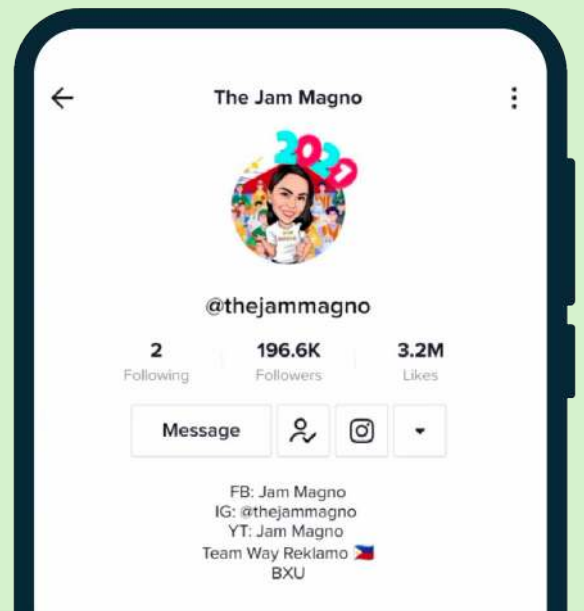 The Jam Magno
2021
@thejammagno
2 196.6K 3.2M
Following Followers Likes
Message
FB: Jam Magno
IG: @thejammagno
YT: Jam Magno
Team Way Reklamo 🇵🇭
BXU